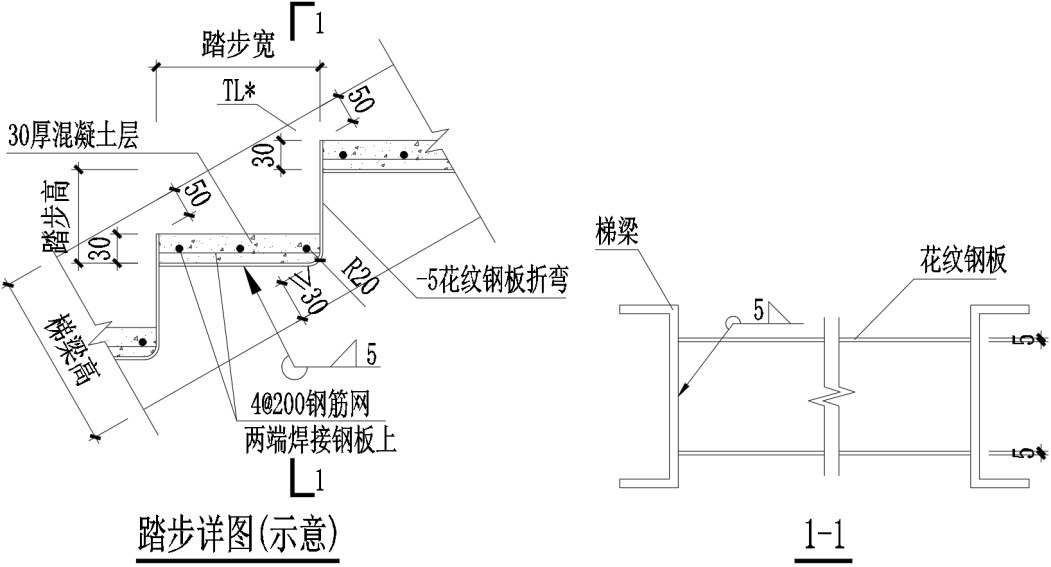 1
踏步宽
TL*
50
30厚混凝土层
30
踏步高
50
30
R20
≥30
-5花纹钢板折弯
梯梁高
5
4@200钢筋网
两端焊接钢板上
1
踏步详图(示意)
梯梁
花纹钢板
5
5
5
1-1